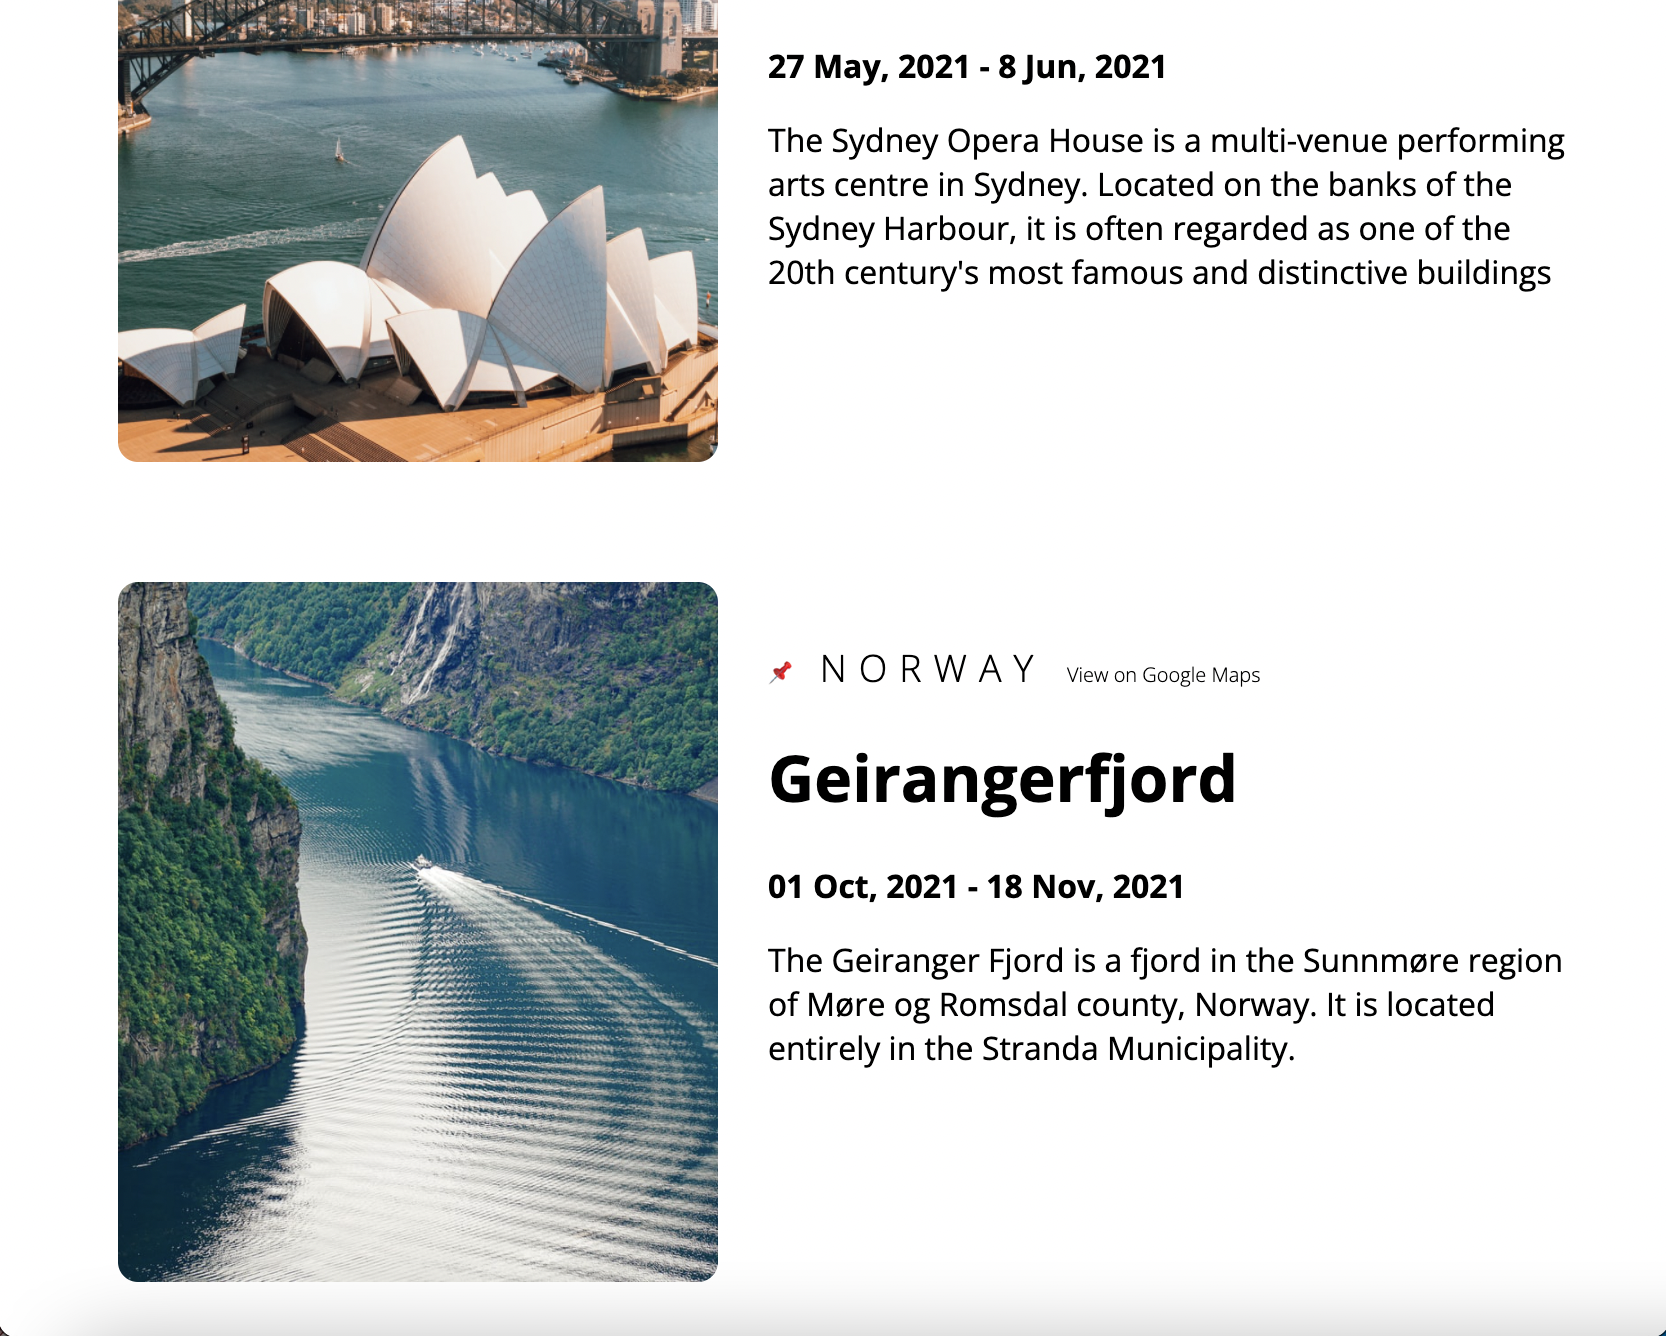 27 May, 2021 - 8 Jun, 2021
The Sydney Opera House is a multi-venue performing
arts centre in Sydney. Located on the banks of the
Sydney Harbour, it is often regarded as one of the
20th century's most famous and distinctive buildings
NORWAY View on Google Maps
Geirangerfjord
01 Oct, 2021 - 18 Nov, 2021
The Geiranger Fjord is a fjord in the Sunnmøre region
of Møre og Romsdal county, Norway. It is located
entirely in the Stranda Municipality.